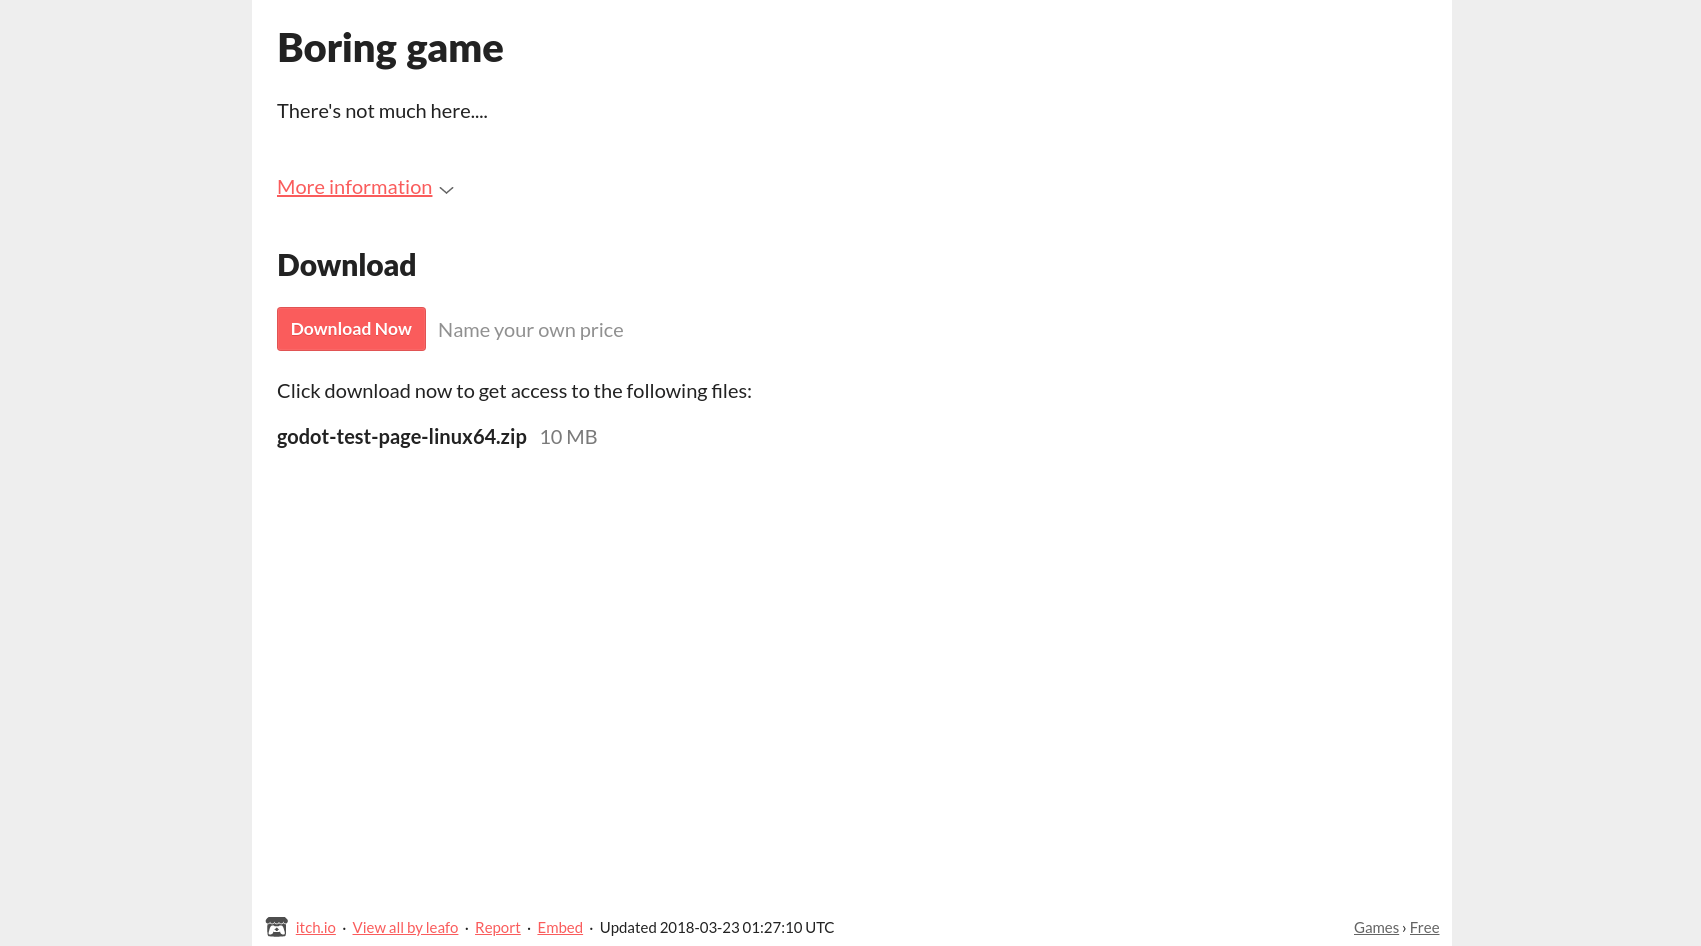 Boring game
There's not much here....
More information
Download
Download Now Name your own price
Click download now to get access to the following files:
godot-test-page-linux64.zip 10 MB
itch.io · View all by leafo · Report · Embed · Updated 2018-03-23 01:27:10 UTC Games › Free